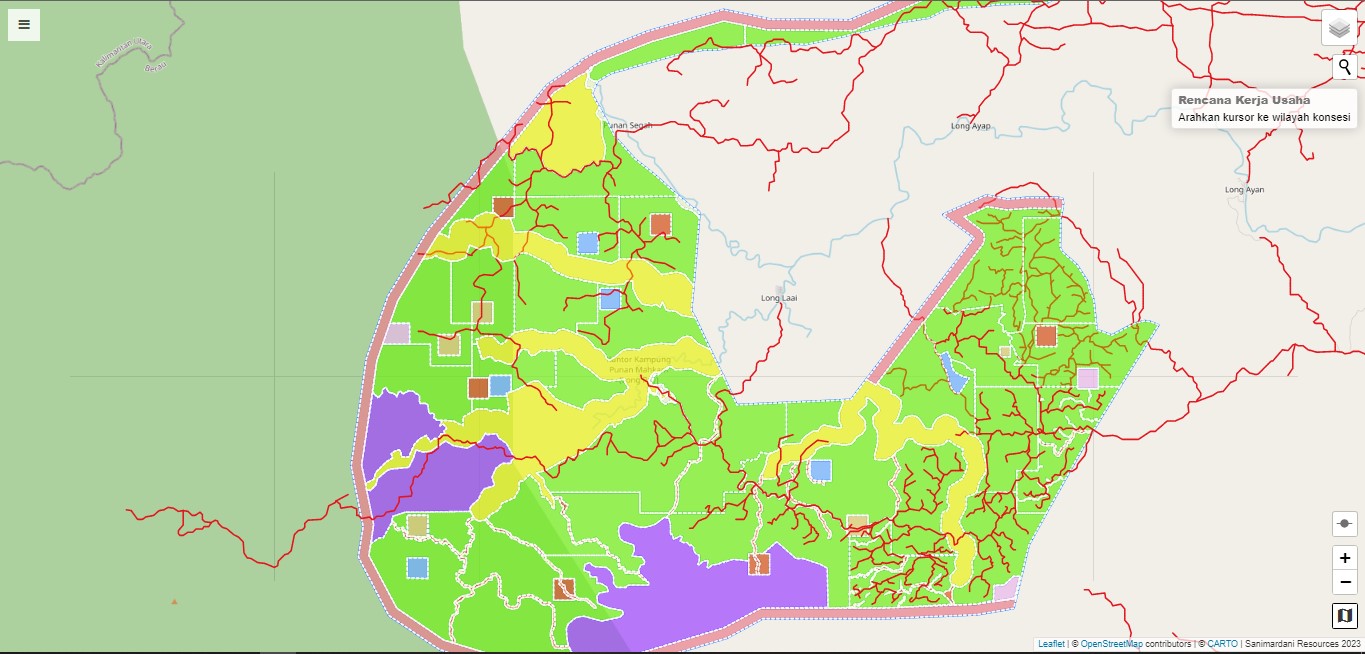 Kalimantan Utara
Berau
Rencana Kerja Usaha
Arahkan kursor ke wilayah konsesi
Punan Segah
Long Ayap
Long Ayan
Long Laai
Kantor Kampung
Punan Mahkam
Leaflet | © OpenStreetMap contributors | © CARTO | Sanimardani Resources 2023